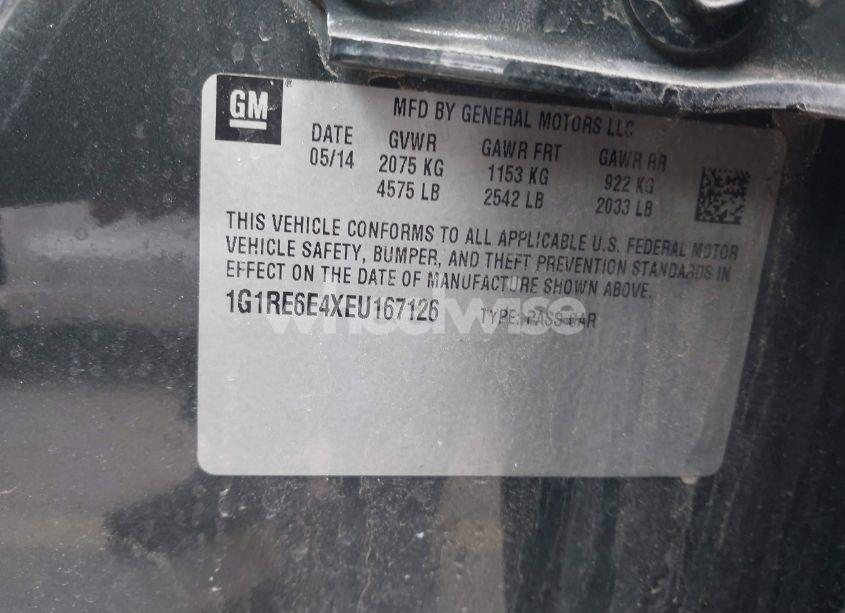 GM ®
MFD BY GENERAL MOTORS LLC
DATE GVWR GAWR FRT GAWR RR
05/14 2075 KG 1153 KG 922 KG
4575 LB 2542 LB 2033 LB
THIS VEHICLE CONFORMS TO ALL APPLICABLE U.S. FEDERAL MOTOR
VEHICLE SAFETY, BUMPER, AND THEFT PREVENTION STANDARDS IN
EFFECT ON THE DATE OF MANUFACTURE SHOWN ABOVE.
1G1RE6E4XEU167126 TYPE: PASS CAR
wheelwise